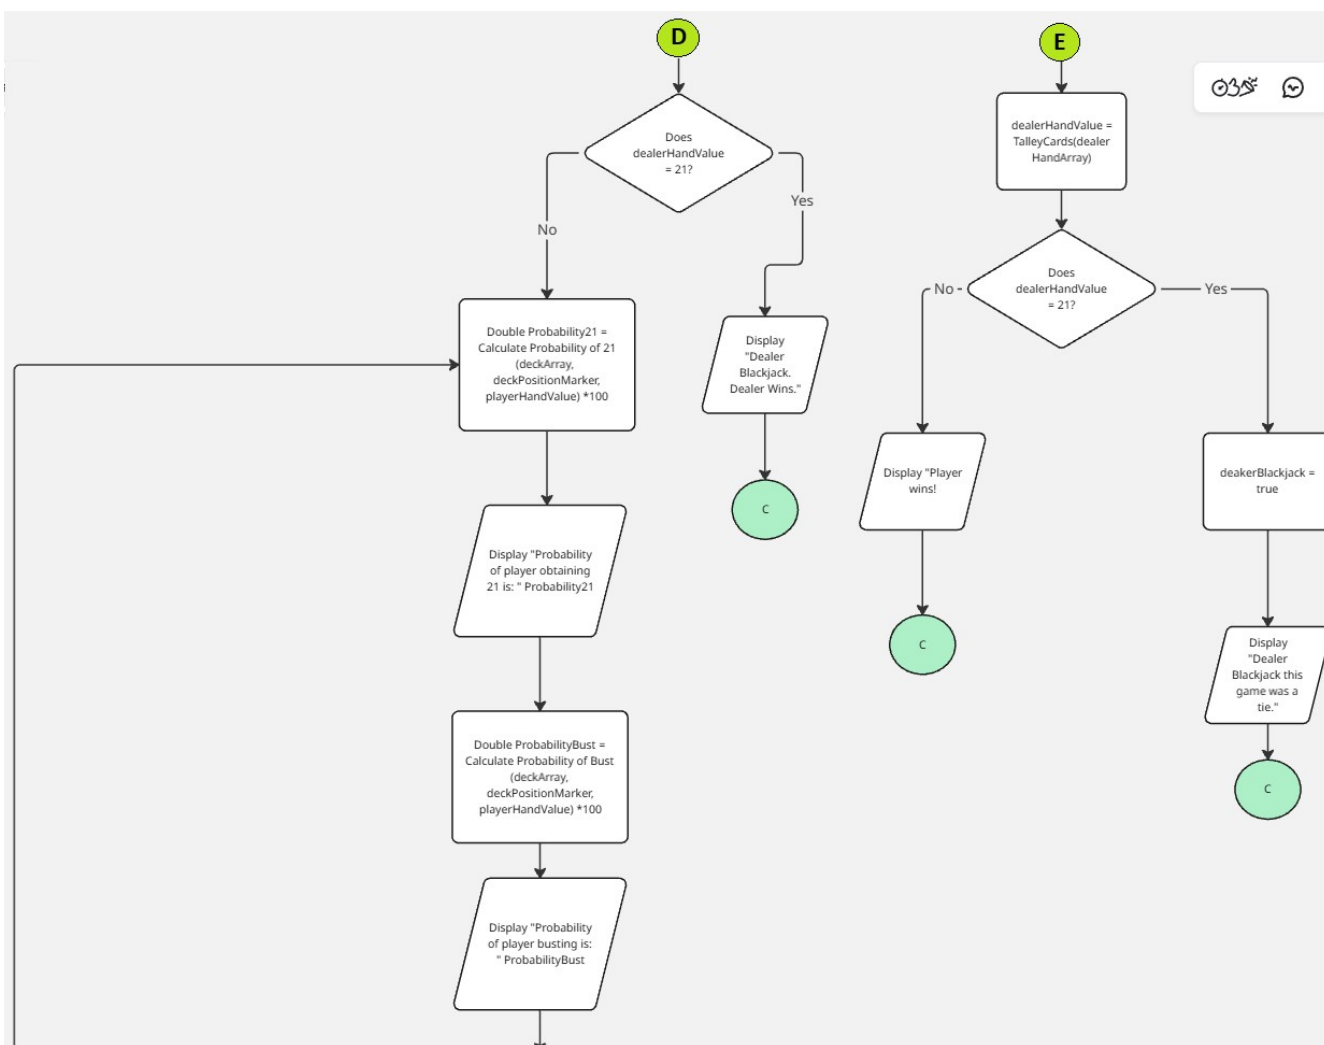 D
Does
dealerHandValue
= 21?
No
Yes
Double Probability21 =
Calculate Probability of 21
(deckArray,
deckPositionMarker,
playerHandValue) *100
Display
"Dealer
Blackjack.
Dealer Wins."
C
Display "Probability
of player obtaining
21 is: " Probability21
Double ProbabilityBust =
Calculate Probability of Bust
(deckArray,
deckPositionMarker,
playerHandValue) *100
Display "Probability
of player busting is:
" ProbabilityBust
E
dealerHandValue =
TalleyCards(dealer
HandArray)
Does
dealerHandValue
= 21?
No
Yes
Display "Player
wins!
C
deakerBlackjack =
true
Display
"Dealer
Blackjack this
game was a
tie."
C